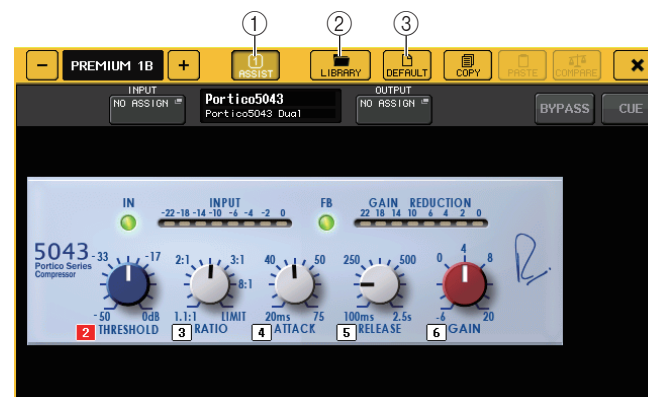 ① ② ③
− PREMIUM 1B + ASSIST LIBRARY DEFAULT COPY PASTE COMPARE ×
INPUT OUTPUT
NO ASSIGN Portico5043 NO ASSIGN BYPASS CUE
Portico5043 Dual
IN INPUT FB GAIN REDUCTION
-22 -18 -14 -10 -6 -4 -2 0 22 18 14 10 6 4 2 0
5043
Portico Series
Compressor
-33 -17 2:1 3:1 40 50 250 500 0 4 8
8:1
-50 0dB 1.1:1 LIMIT 20ms 75 100ms 2.5s -6 20
2 THRESHOLD 3 RATIO 4 ATTACK 5 RELEASE 6 GAIN